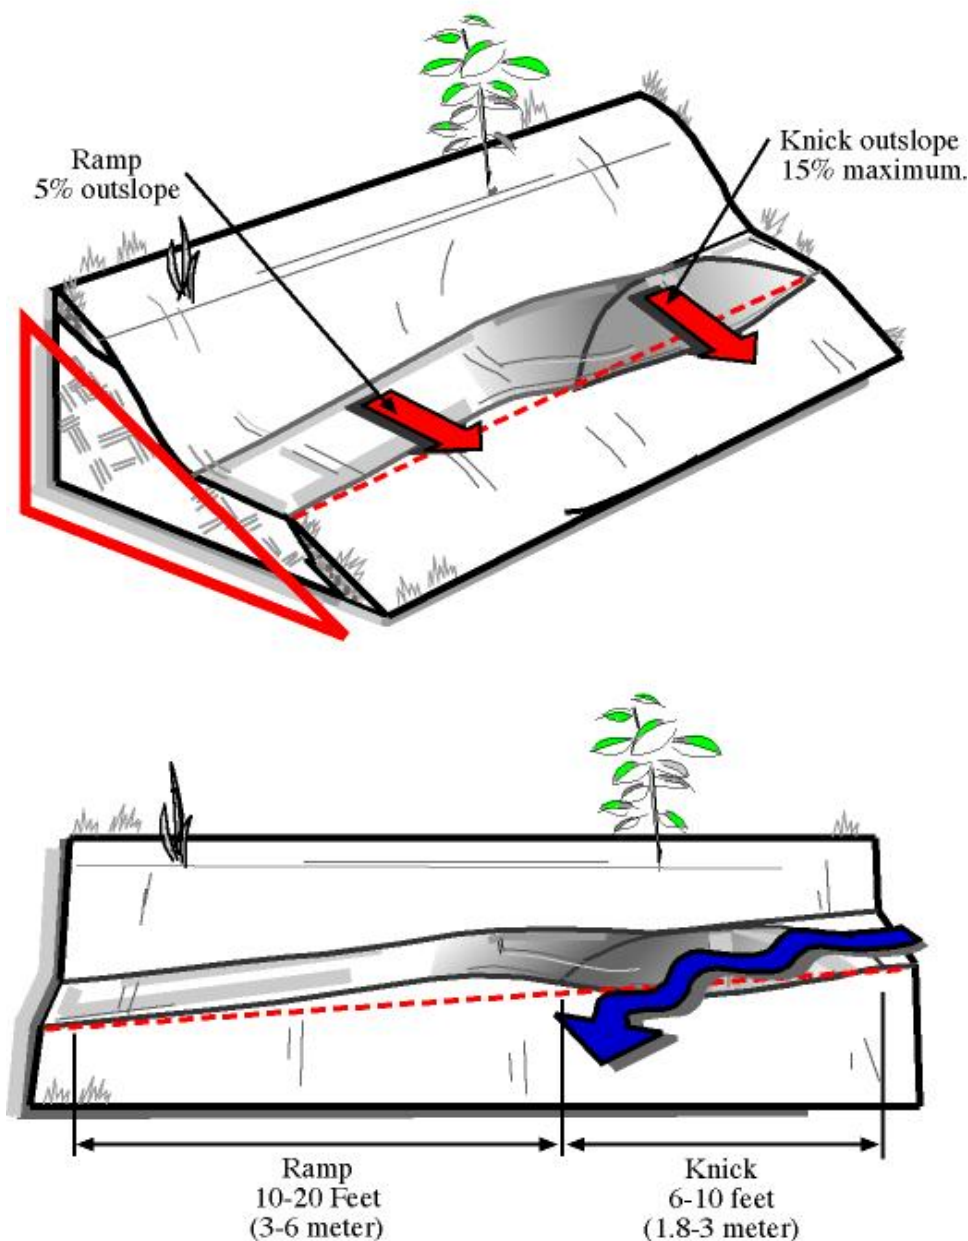 Ramp
5% outslope
Knick outslope
15% maximum.
Ramp
10-20 Feet
(3-6 meter)
Knick
6-10 feet
(1.8-3 meter)